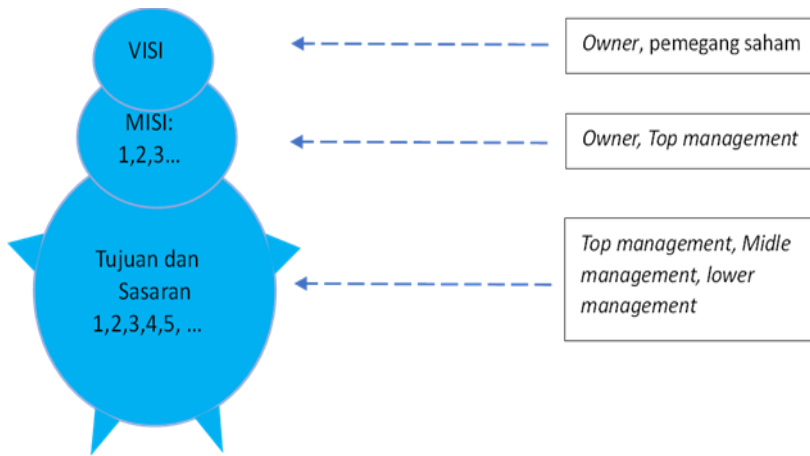 VISI
Owner, pemegang saham
MISI:
1,2,3...
Owner, Top management
Tujuan dan
Sasaran
1,2,3,4,5, ...
Top management, Midle
management, lower
management